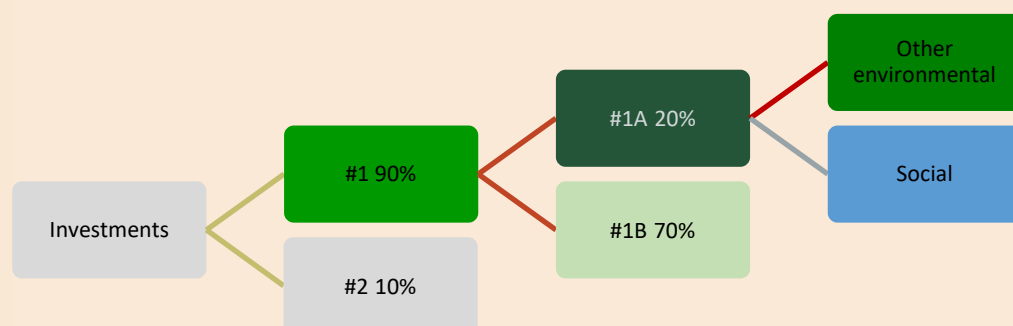 Investments
#1 90%
#2 10%
#1A 20%
#1B 70%
Other
environmental
Social